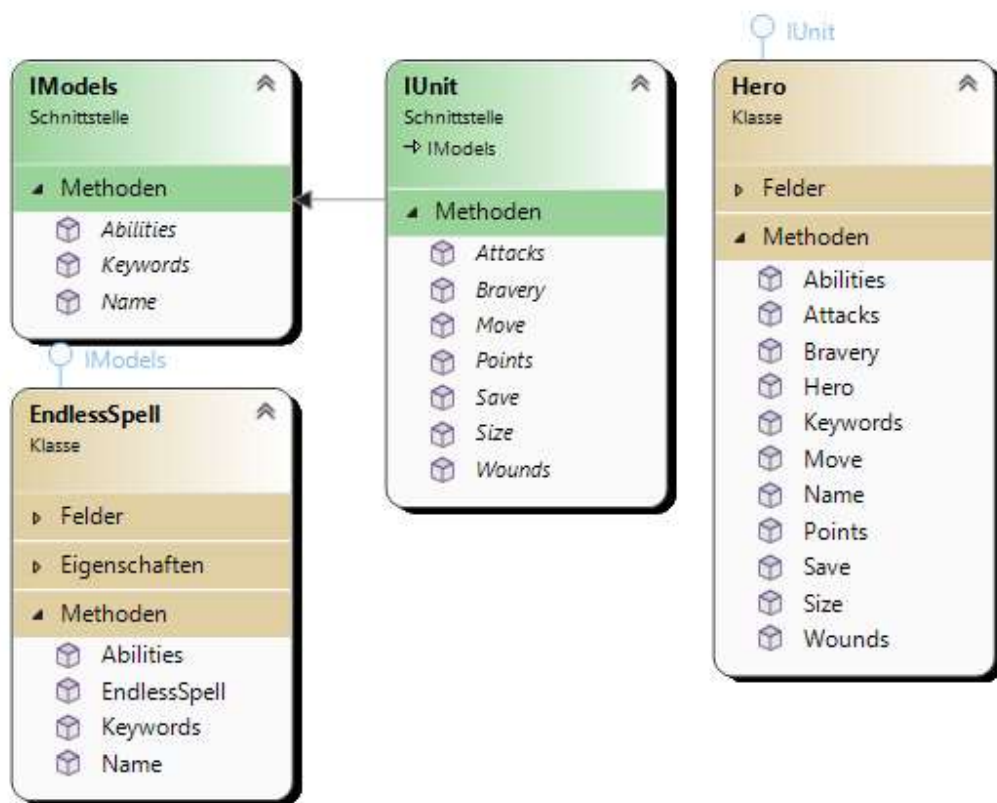 IModels
Schnittstelle
Methoden
Abilities
Keywords
Name
IUnit
Schnittstelle
IModels
Methoden
Attacks
Bravery
Move
Points
Save
Size
Wounds
IUnit
Hero
Klasse
Felder
Methoden
Abilities
Attacks
Bravery
Hero
Keywords
Move
Name
Points
Save
Size
Wounds
IModels
EndlessSpell
Klasse
Felder
Eigenschaften
Methoden
Abilities
EndlessSpell
Keywords
Name